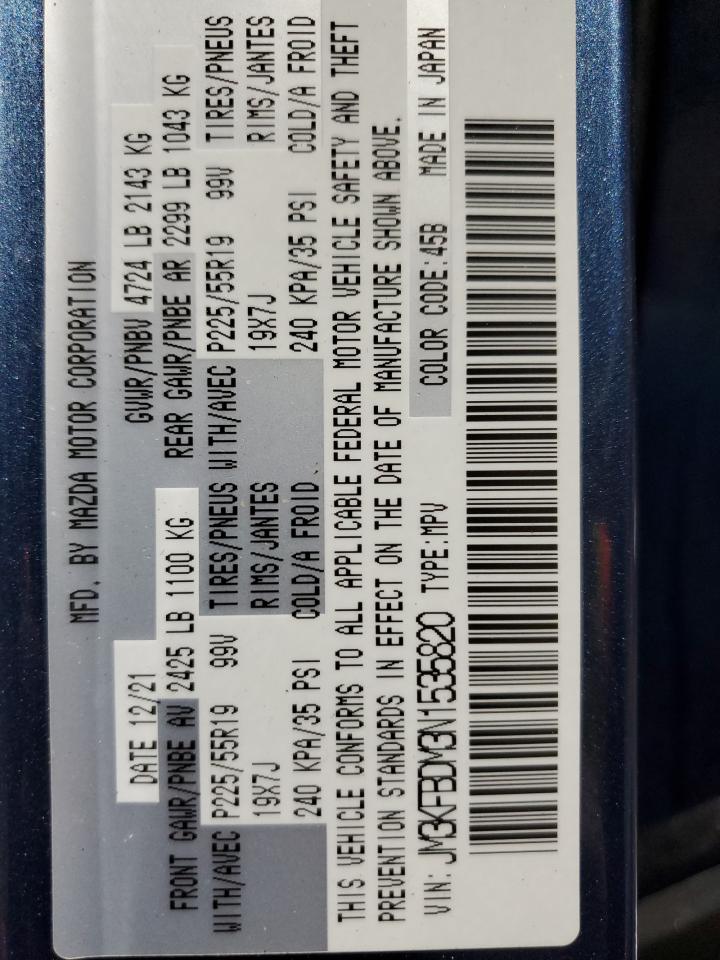 MFD. BY MAZDA MOTOR CORPORATION
DATE 12/21 GVWR/PNBV 4724 LB 2143 KG
FRONT GAWR/PNBE AV 2425 LB 1100 KG REAR GAWR/PNBE AR 2299 LB 1043 KG
WITH/AVEC P225/55R19 99V TIRES/PNEUS WITH/AVEC P225/55R19 99V TIRES/PNEUS
19X7J RIMS/JANTES 19X7J RIMS/JANTES
240 KPA/35 PSI COLD/A FROID 240 KPA/35 PSI COLD/A FROID
THIS VEHICLE CONFORMS TO ALL APPLICABLE FEDERAL MOTOR VEHICLE SAFETY AND THEFT
PREVENTION STANDARDS IN EFFECT ON THE DATE OF MANUFACTURE SHOWN ABOVE.
VIN: JM3KFBDM3N1535820 TYPE:MPV COLOR CODE:45B MADE IN JAPAN